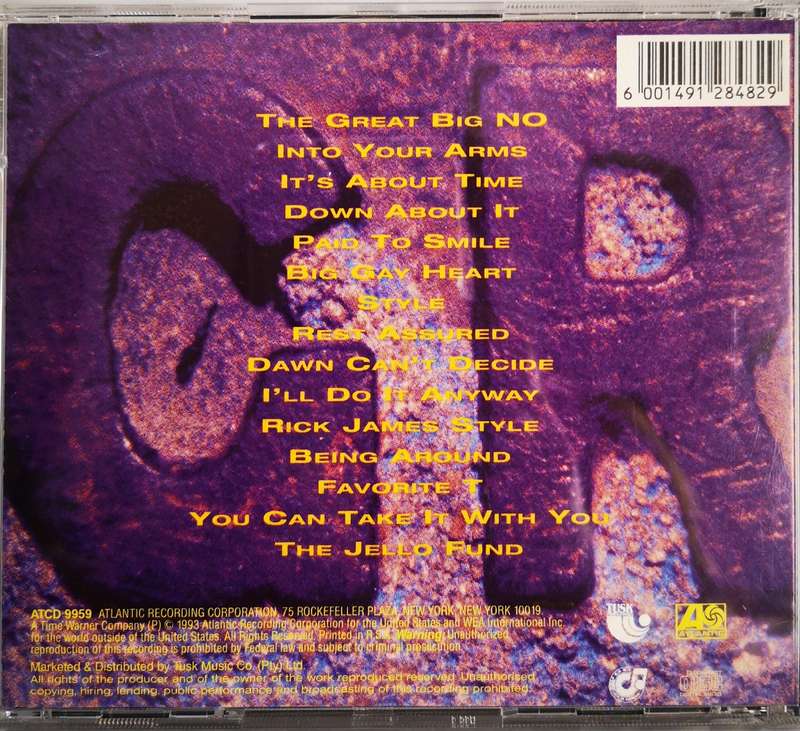 6 001491 284829
The Great Big NO
Into Your Arms
It's About Time
Down About It
Paid To Smile
Big Gay Heart
Style
Rest Assured
Dawn Can't Decide
I'll Do It Anyway
Rick James Style
Being Around
Favorite T
You Can Take It With You
The Jello Fund
ATCD 9959 ATLANTIC RECORDING CORPORATION, 75 ROCKEFELLER PLAZA, NEW YORK, NEW YORK 10019.
A Time Warner Company (P) © 1993 Atlantic Recording Corporation for the United States and WEA International Inc.
for the world outside of the United States. All Rights Reserved. Printed in R.S.A. Warning: Unauthorized
reproduction of this recording is prohibited by Federal law and subject to criminal prosecution.
Marketed & Distributed by Tusk Music Co. (Pty) Ltd.
All rights of the producer and of the owner of the work reproduced reserved. Unauthorised
copying, hiring, lending, public performance and broadcasting of this recording prohibited.
TUSK
ATLANTIC